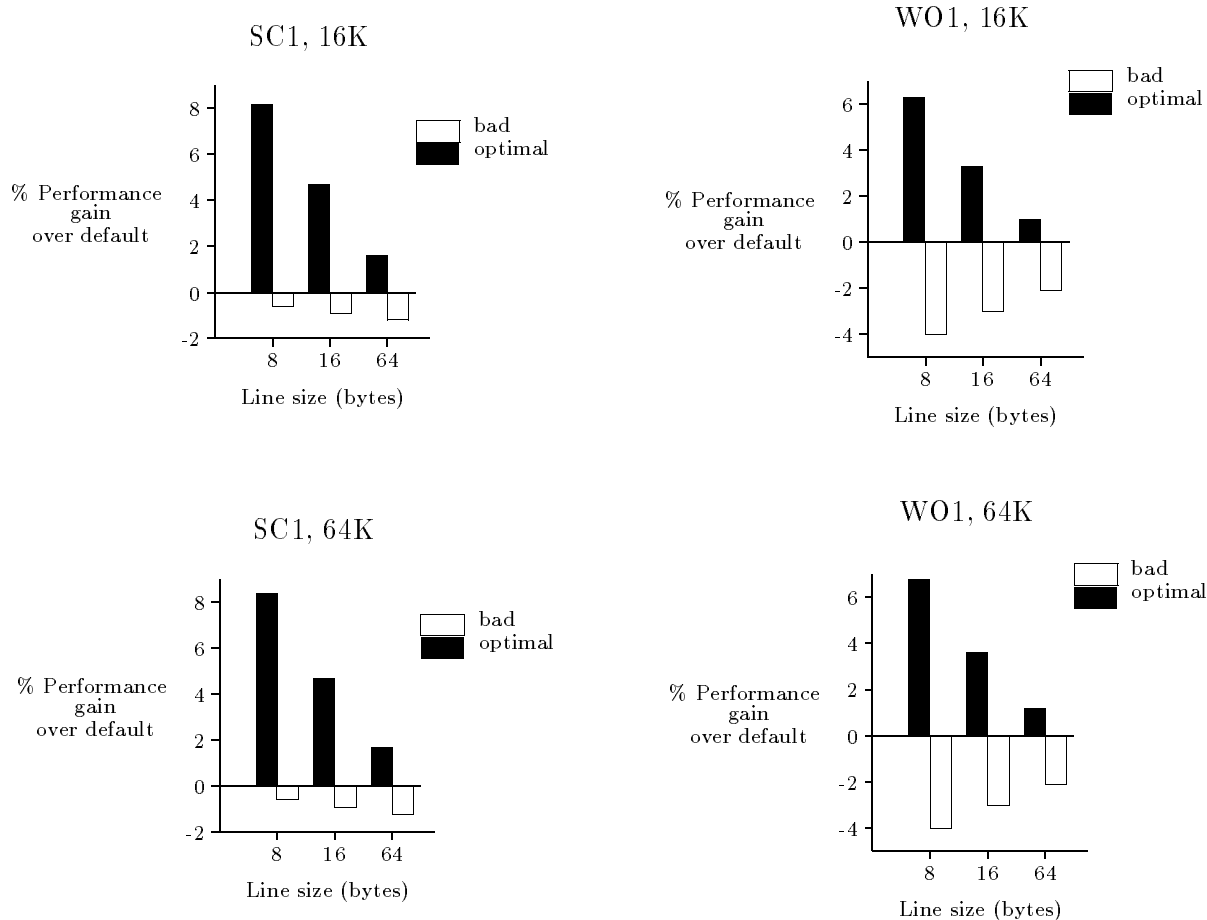 SC1, 16K
bad
optimal
8
6
4
2
0
-2
% Performance
gain
over default
8 16 64
Line size (bytes)
WO1, 16K
bad
optimal
6
4
2
0
-2
-4
% Performance
gain
over default
8 16 64
Line size (bytes)
SC1, 64K
bad
optimal
8
6
4
2
0
-2
% Performance
gain
over default
8 16 64
Line size (bytes)
WO1, 64K
bad
optimal
6
4
2
0
-2
-4
% Performance
gain
over default
8 16 64
Line size (bytes)